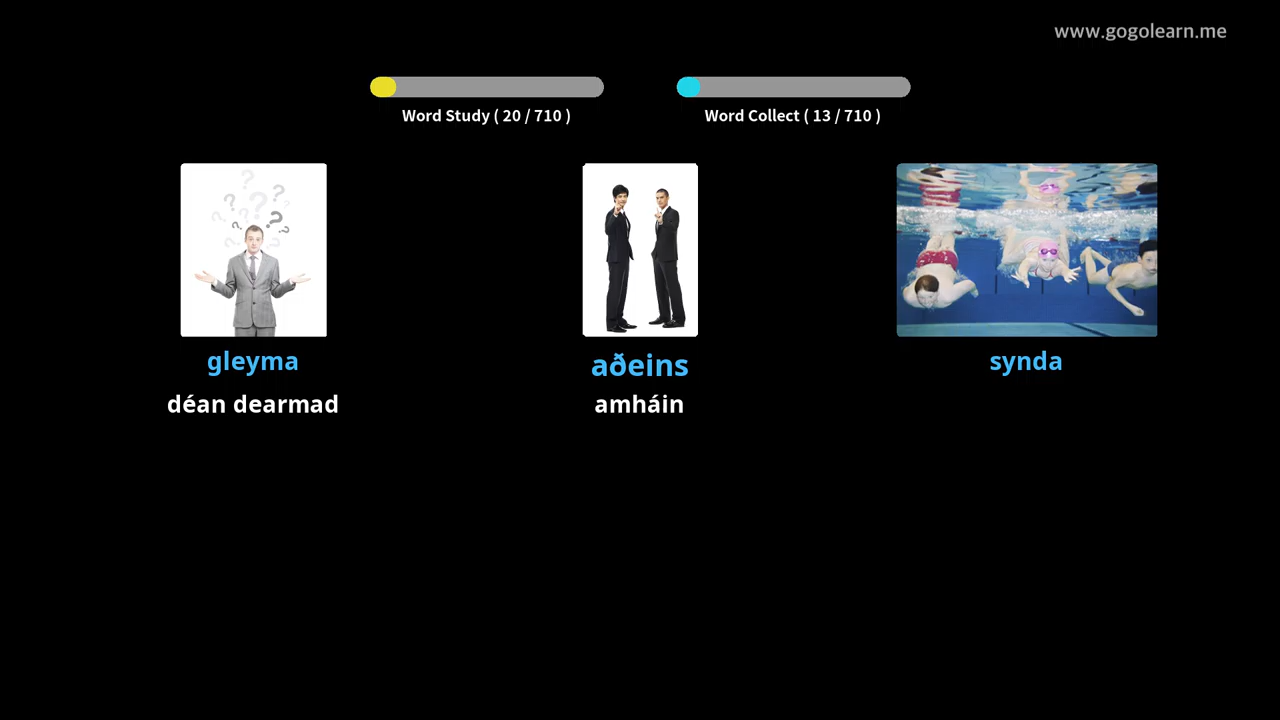 www.gogolearn.me
Word Study ( 20 / 710 )
Word Collect ( 13 / 710 )
gleyma
aðeins
synda
déan dearmad
amháin